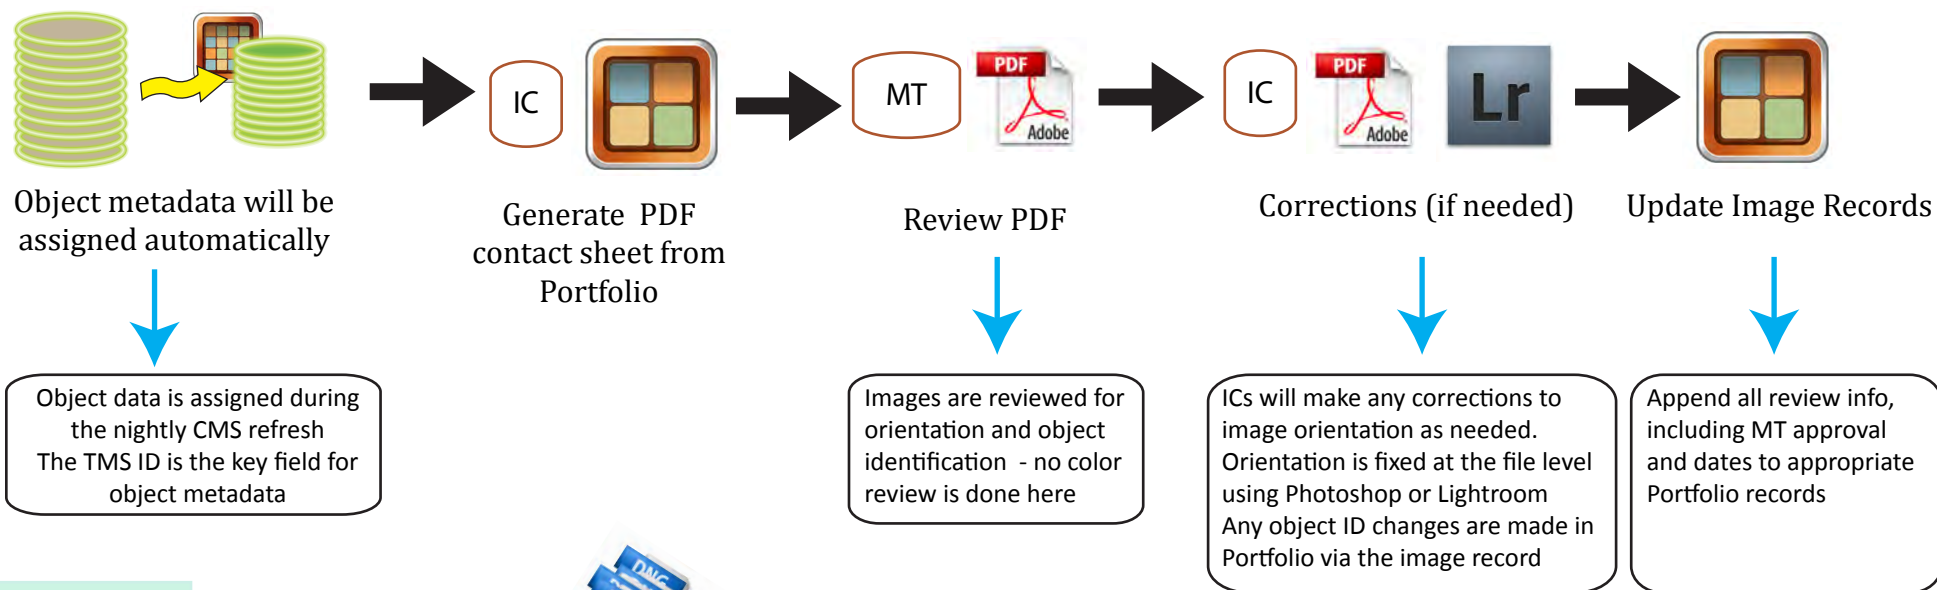 IC
MT
PDF
Adobe
IC
PDF
Adobe
Lr
Object metadata will be
assigned automatically
Generate PDF
contact sheet from
Portfolio
Review PDF
Corrections (if needed)
Update Image Records
Object data is assigned during
the nightly CMS refresh
The TMS ID is the key field for
object metadata
Images are reviewed for
orientation and object
identification - no color
review is done here
ICs will make any corrections to
image orientation as needed.
Orientation is fixed at the file level
using Photoshop or Lightroom
Any object ID changes are made in
Portfolio via the image record
Append all review info,
including MT approval
and dates to appropriate
Portfolio records
DNG